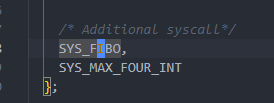 /* Additional syscall*/
SYS_FIBO,
SYS_MAX_FOUR_INT
};